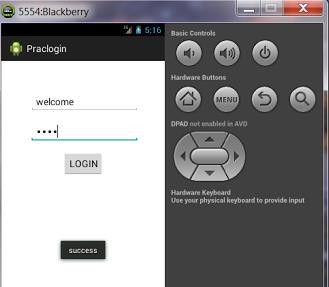 5554:Blackberry
5:16
Praclogin
welcome
••••
LOGIN
success
Basic Controls
Hardware Buttons
MENU
DPAD not enabled in AVD
Hardware Keyboard
Use your physical keyboard to provide input